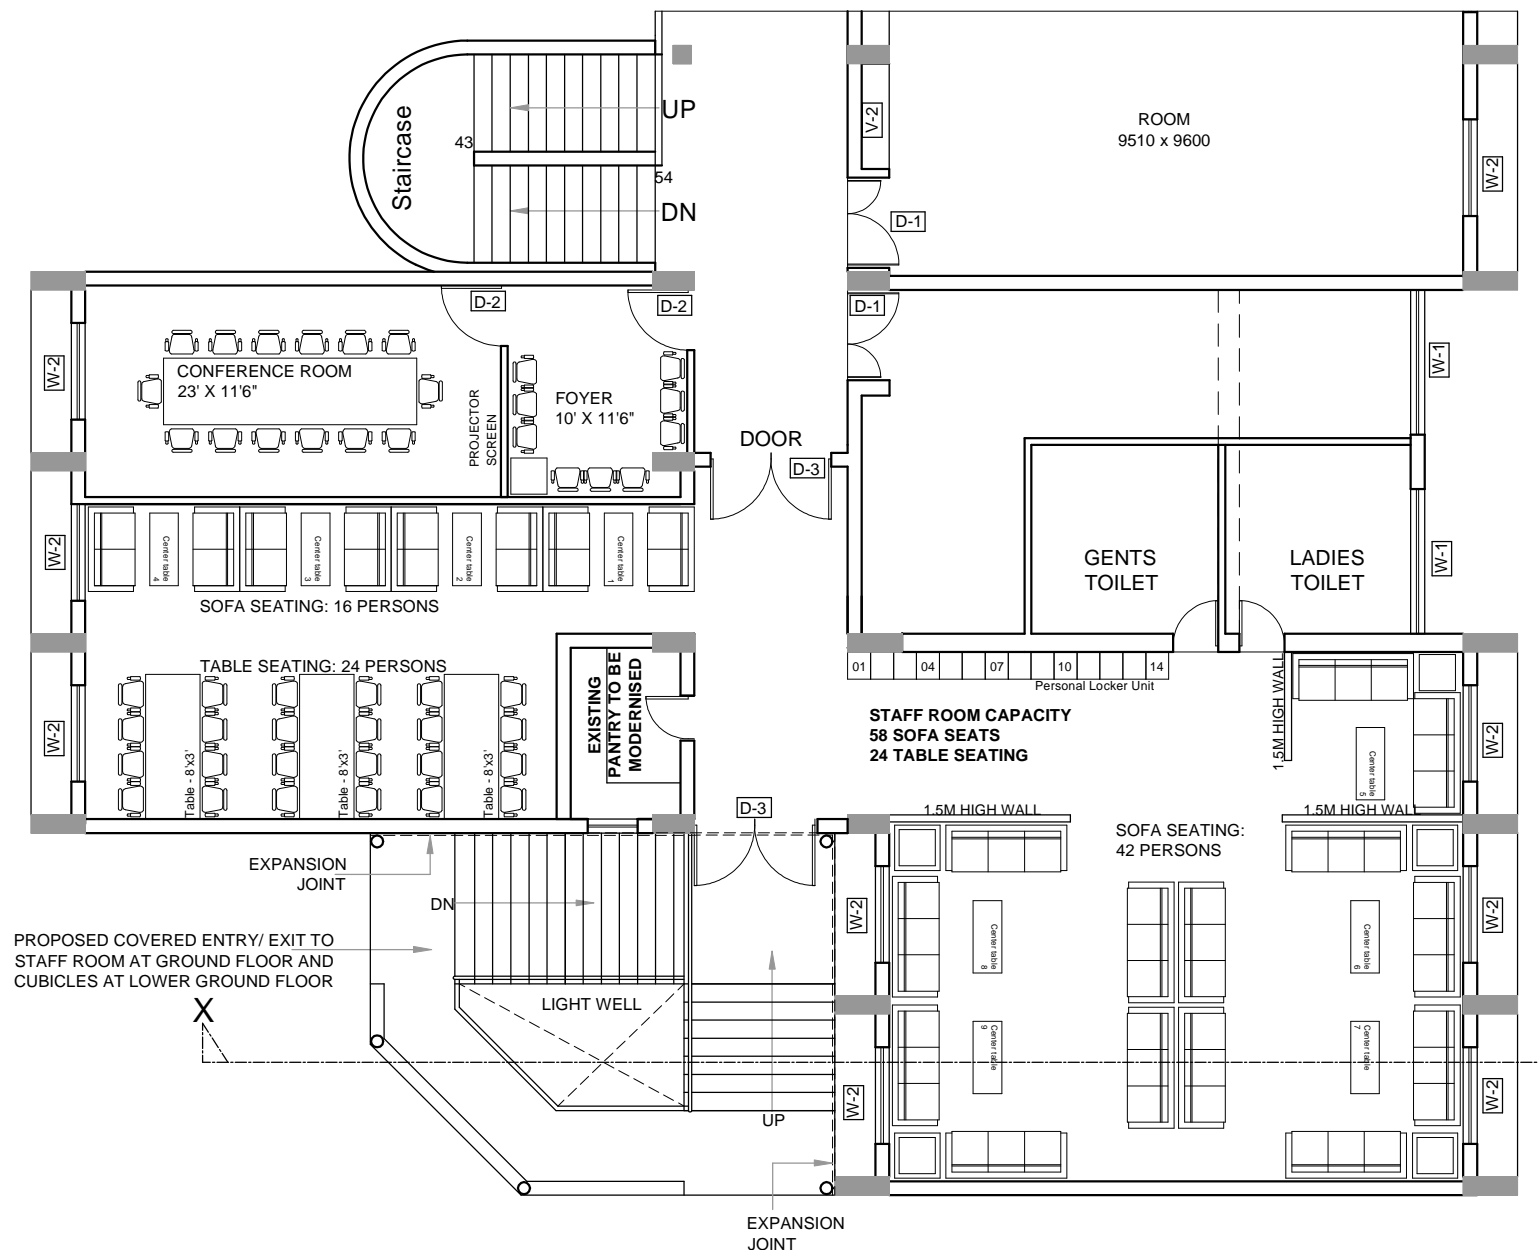 UP
Staircase
43
54
DN
V-2
ROOM
9510 x 9600
W-2
D-1
D-2
D-2
D-1
W-2
CONFERENCE ROOM
23' X 11'6"
PROJECTOR
SCREEN
FOYER
10' X 11'6"
W-1
DOOR
D-3
W-2
Center table
4
Center table
3
Center table
2
Center table
1
GENTS
TOILET
LADIES
TOILET
W-1
SOFA SEATING: 16 PERSONS
TABLE SEATING: 24 PERSONS
EXISTING
PANTRY TO BE
MODERNISED
01
04
07
10
14
Personal Locker Unit
1.5M HIGH WALL
STAFF ROOM CAPACITY
58 SOFA SEATS
24 TABLE SEATING
W-2
W-2
Center table
5
Table - 8'x3'
Table - 8'x3'
Table - 8'x3'
D-3
1.5M HIGH WALL
1.5M HIGH WALL
SOFA SEATING:
42 PERSONS
EXPANSION
JOINT
DN
W-2
Center table
8
Center table
6
W-2
PROPOSED COVERED ENTRY/ EXIT TO
STAFF ROOM AT GROUND FLOOR AND
CUBICLES AT LOWER GROUND FLOOR
X
LIGHT WELL
Center table
9
Center table
7
W-2
W-2
UP
EXPANSION
JOINT